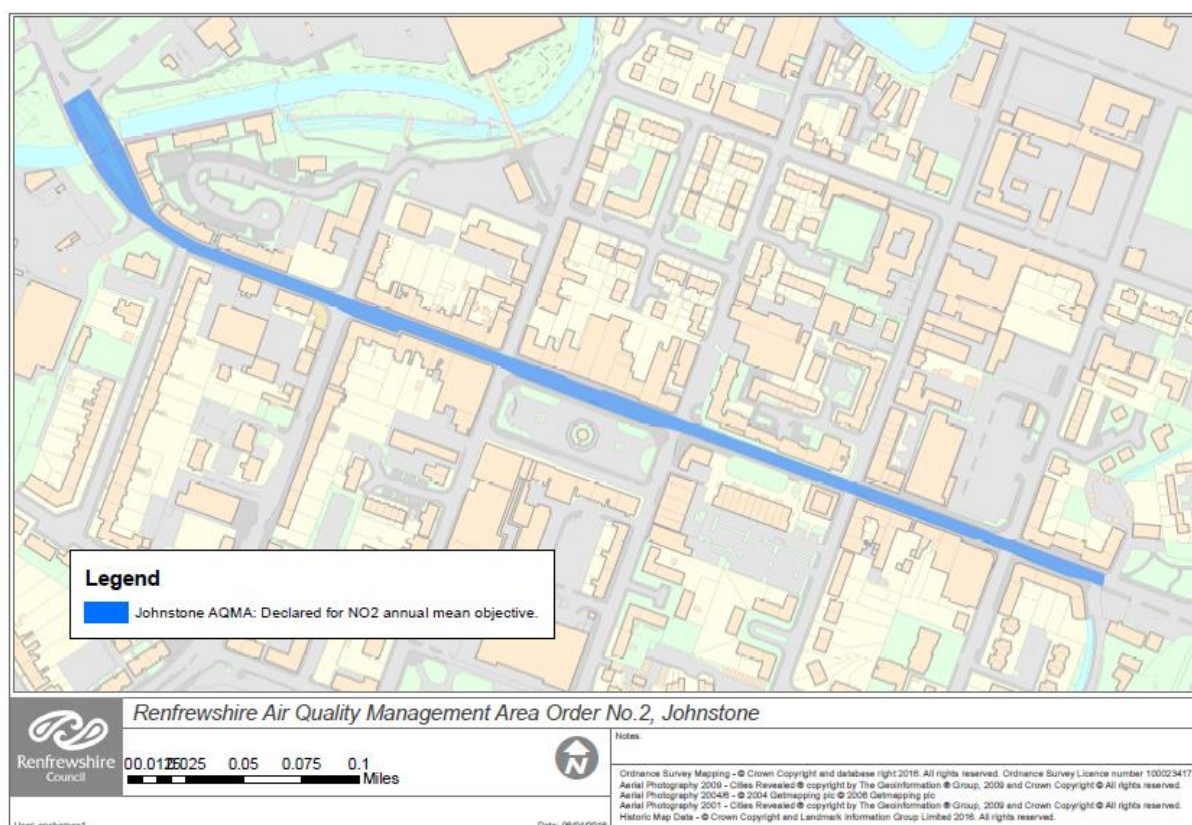 Legend
Johnstone AQMA: Declared for NO2 annual mean objective.
Renfrewshire Air Quality Management Area Order No.2, Johnstone
Renfrewshire
Council
0 0.0125 0.025 0.05 0.075 0.1
Miles
N
Notes:
Ordnance Survey Mapping - © Crown Copyright and database right 2016. All rights reserved. Ordnance Survey Licence number 100023417
Aerial Photography 2009 - Cities Revealed ® copyright by The GeoInformation ® Group, 2009 and Crown Copyright © All rights reserved.
Aerial Photography 2004/6 - © 2004 Getmapping plc © 2006 Getmapping plc
Aerial Photography 2001 - Cities Revealed ® copyright by The GeoInformation ® Group, 2009 and Crown Copyright © All rights reserved.
Historic Map Data - © Crown Copyright and Landmark Information Group Limited 2016. All rights reserved.